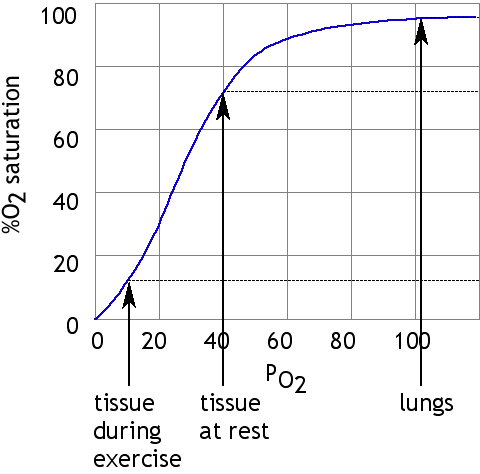 100
80
60
40
20
0
%O2 saturation
0 20 40 60 80 100
PO2
tissue during exercise
tissue at rest
lungs